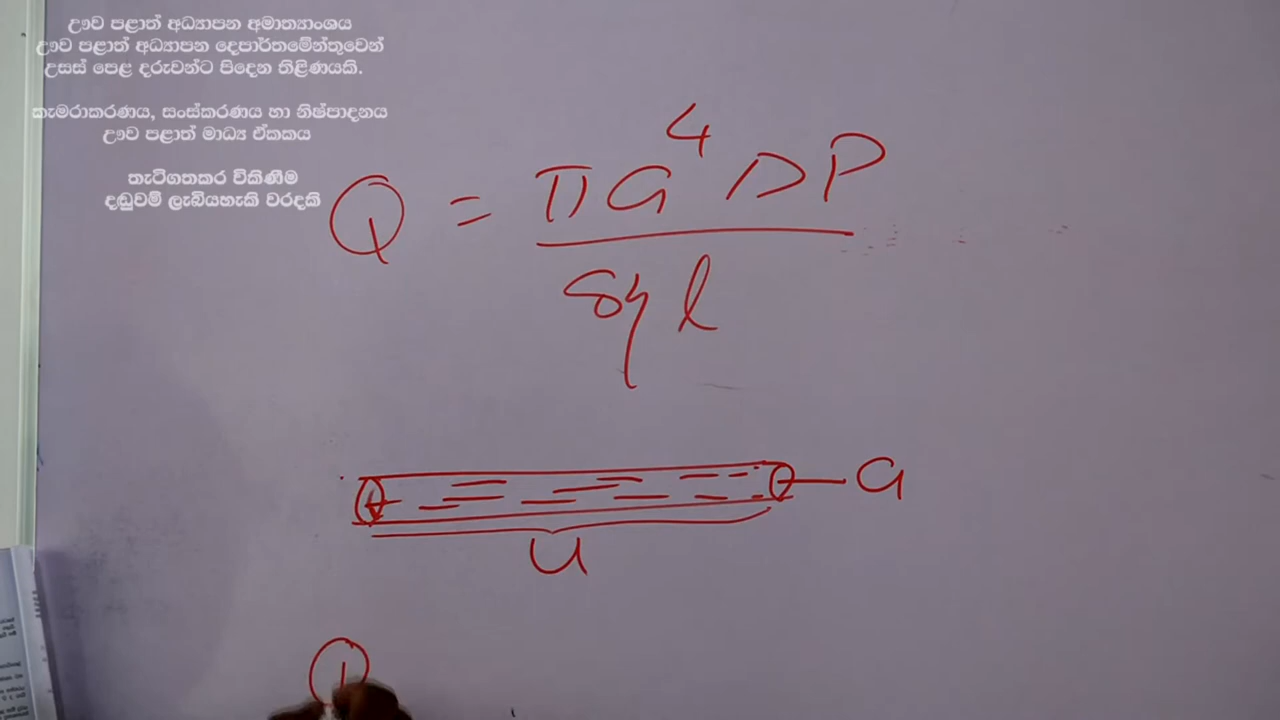 ඌව පළාත් අධ්‍යාපන අමාත්‍යාංශය
ඌව පළාත් අධ්‍යාපන දෙපාර්තමේන්තුවෙන්
උසස් පෙළ දරුවන්ට පිදෙන තිළිණයකි.
කැමරාකරණය, සංස්කරණය හා නිෂ්පාදනය
ඌව පළාත් මාධ්‍ය ඒකකය
තැටිගතකර විකිණීම
දඬුවම් ලැබියහැකි වරදකි
Q = πa⁴ΔP
8ηl
a